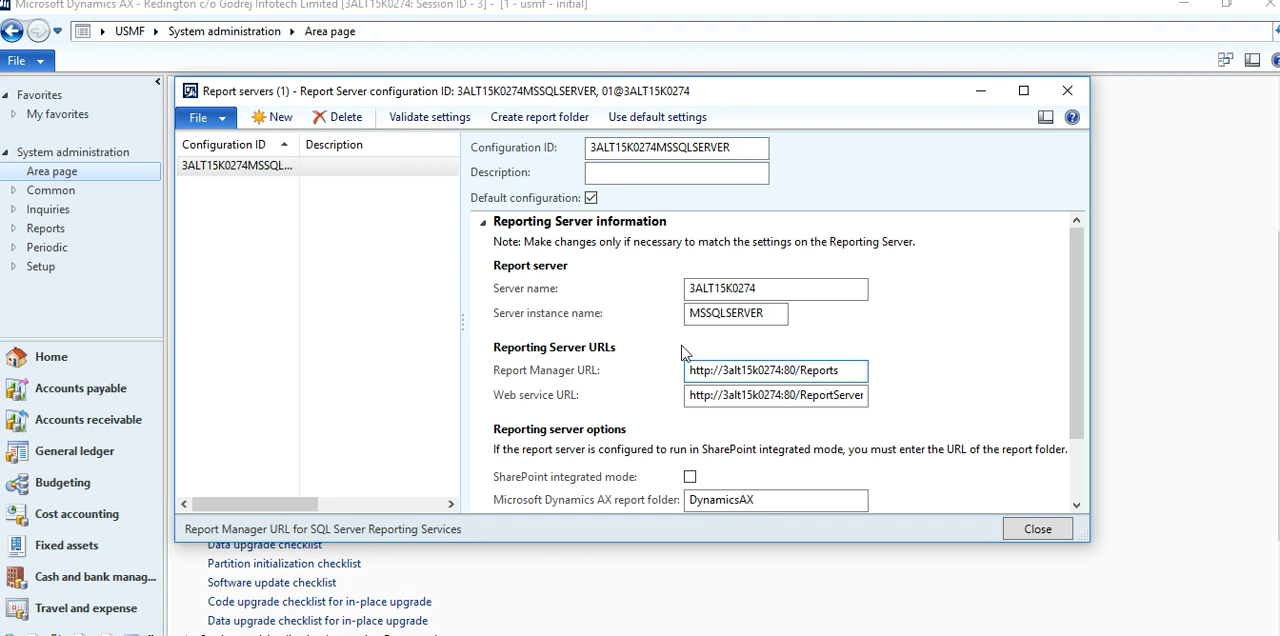 Microsoft Dynamics AX - Redington c/o Godrej Infotech Limited [3ALT15K0274: Session ID - 3] - [1 - usmf - initial]
USMF System administration Area page
File
Favorites
My favorites
System administration
Area page
Common
Inquiries
Reports
Periodic
Setup
Home
Accounts payable
Accounts receivable
General ledger
Budgeting
Cost accounting
Fixed assets
Cash and bank manag...
Travel and expense
Report servers (1) - Report Server configuration ID: 3ALT15K0274MSSQLSERVER, 01@3ALT15K0274
File New Delete Validate settings Create report folder Use default settings
Configuration ID Description
3ALT15K0274MSSQL...
Configuration ID: 3ALT15K0274MSSQLSERVER
Description:
Default configuration:
Reporting Server information
Note: Make changes only if necessary to match the settings on the Reporting Server.
Report server
Server name: 3ALT15K0274
Server instance name: MSSQLSERVER
Reporting Server URLs
Report Manager URL: http://3alt15k0274:80/Reports
Web service URL: http://3alt15k0274:80/ReportServer
Reporting server options
If the report server is configured to run in SharePoint integrated mode, you must enter the URL of the report folder.
SharePoint integrated mode:
Microsoft Dynamics AX report folder: DynamicsAX
Report Manager URL for SQL Server Reporting Services Close
Data upgrade checklist
Partition initialization checklist
Software update checklist
Code upgrade checklist for in-place upgrade
Data upgrade checklist for in-place upgrade